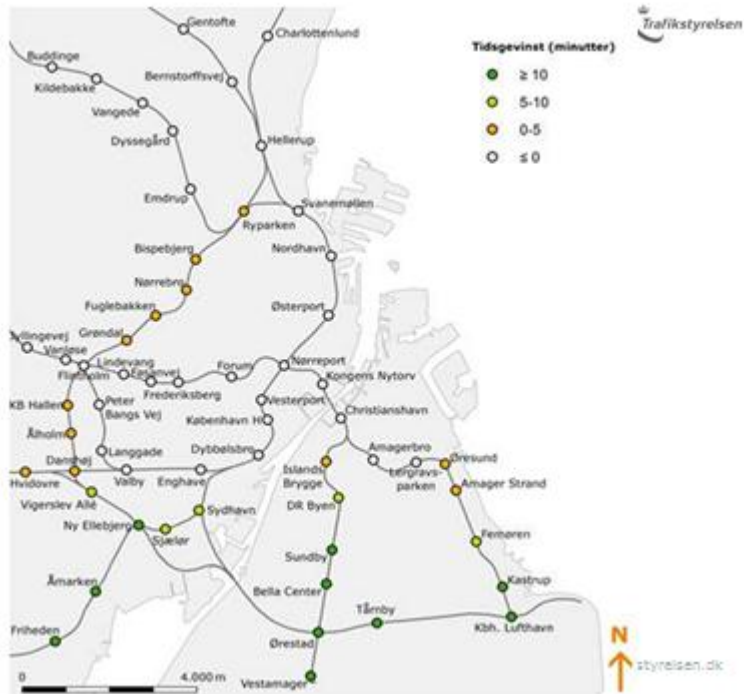 Trafikstyrelsen
Tidsgevinst (minutter)
≥ 10
5-10
0-5
≤ 0
Gentofte
Charlottenlund
Buddinge
Kildebakke
Bernstorffsvej
Vangede
Dyssegård
Hellerup
Emdrup
Svanemøllen
Ryparken
Bispebjerg
Nordhavn
Nørrebro
Fuglebakken
Østerport
Grøndal
yllingevej
Vanløse
Lindevang
Flintholm
Fasanvej
Forum
Nørreport
Frederiksberg
Kongens Nytorv
KB Hallen
Peter
Bangs Vej
Vesterport
København H
Christianshavn
Ålholm
Langgade
Dybbølsbro
Amagerbro
Danshøj
Valby
Enghave
Islands
Brygge
Lergravs-
parken
Øresund
Hvidovre
Amager Strand
Vigerslev Allé
DR Byen
Sydhavn
Ny Ellebjerg
Sjælør
Femøren
Sundby
Åmarken
Bella Center
Kastrup
Tårnby
Kbh. Lufthavn
Friheden
Ørestad
N
styrelsen.dk
Vestamager
0
4.000 m